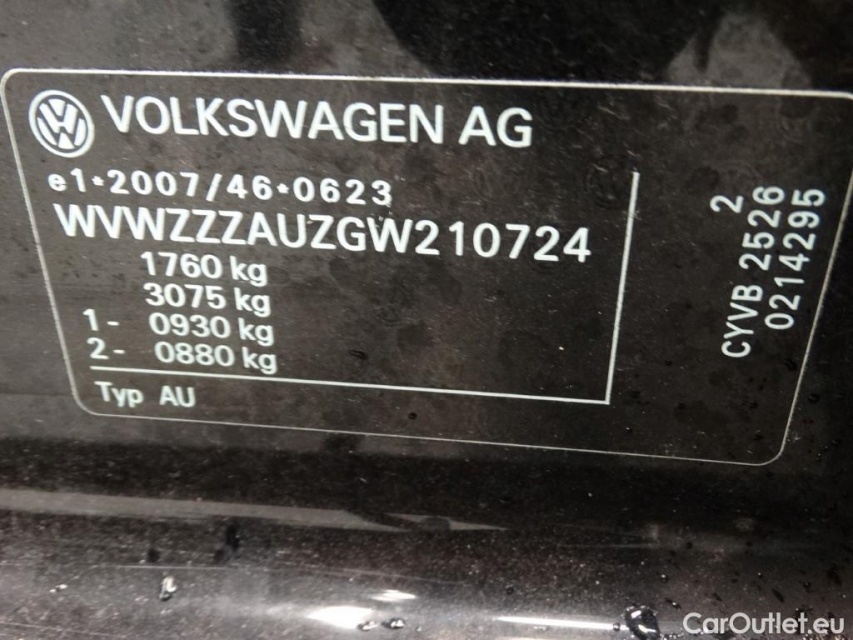 VOLKSWAGEN AG
e1*2007/46*0623
WVWZZZAUZGW210724
1760 kg
3075 kg
1- 0930 kg
2- 0880 kg
Typ AU
2
CYVB 2526
0214295
CarOutlet.eu